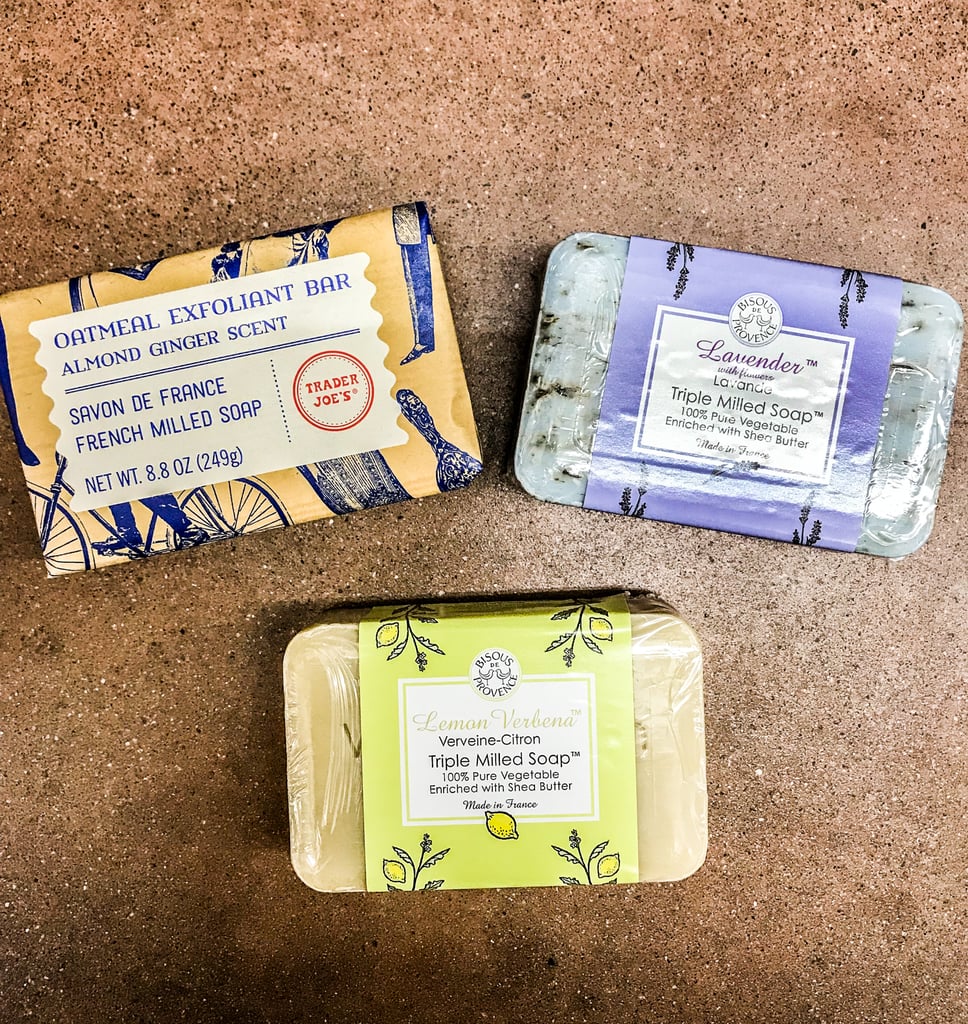 OATMEAL EXFOLIANT BAR
ALMOND GINGER SCENT
SAVON DE FRANCE
FRENCH MILLED SOAP
NET WT. 8.8 OZ (249g)
TRADER
JOE'S®
BISOUS
DE
PROVENCE
Lavender™
with flowers
Lavande
Triple Milled Soap™
100% Pure Vegetable
Enriched with Shea Butter
Made in France
BISOUS
DE
PROVENCE
Lemon Verbena™
Verveine-Citron
Triple Milled Soap™
100% Pure Vegetable
Enriched with Shea Butter
Made in France